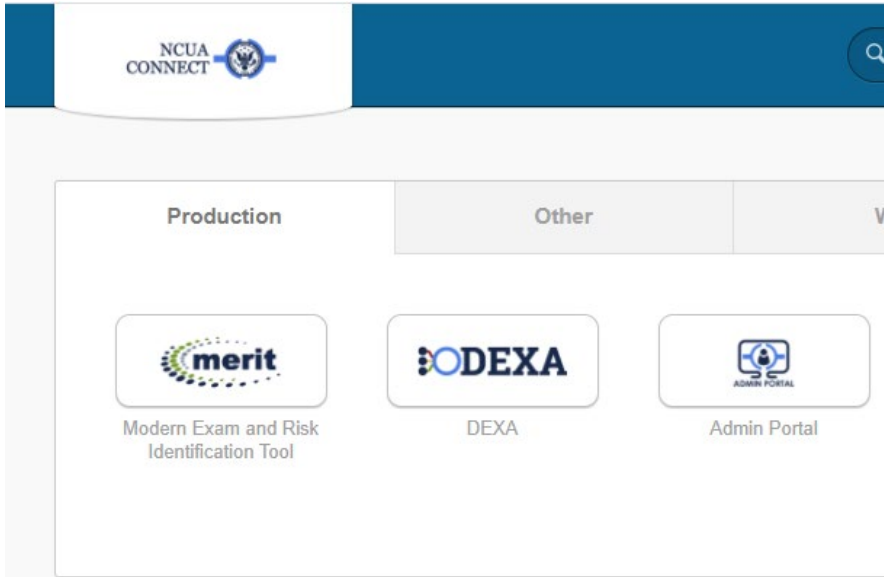 NCUA
CONNECT
Production
Other
merit
DEXA
ADMIN PORTAL
Modern Exam and Risk
Identification Tool
DEXA
Admin Portal